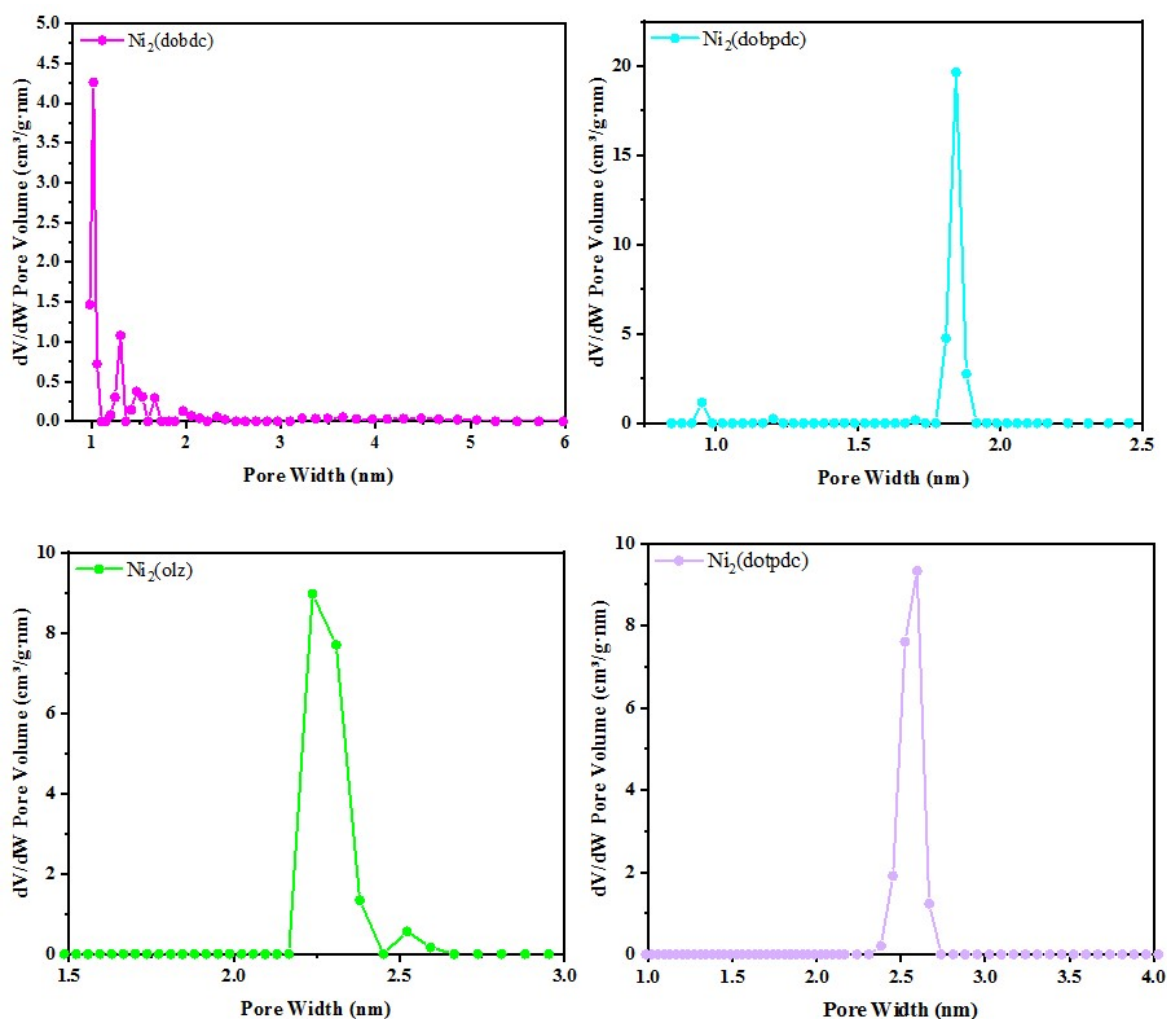 Ni₂(dobdc)
dV/dW Pore Volume (cm³/g·nm)
5.0
4.5
4.0
3.5
3.0
2.5
2.0
1.5
1.0
0.5
0.0
1 2 3 4 5 6
Pore Width (nm)
Ni₂(dobpdc)
dV/dW Pore Volume (cm³/g·nm)
20
15
10
5
0
1.0 1.5 2.0 2.5
Pore Width (nm)
Ni₂(olz)
dV/dW Pore Volume (cm³/g·nm)
10
8
6
4
2
0
1.5 2.0 2.5 3.0
Pore Width (nm)
Ni₂(dotpdc)
dV/dW Pore Volume (cm³/g·nm)
10
8
6
4
2
0
1.0 1.5 2.0 2.5 3.0 3.5 4.0
Pore Width (nm)